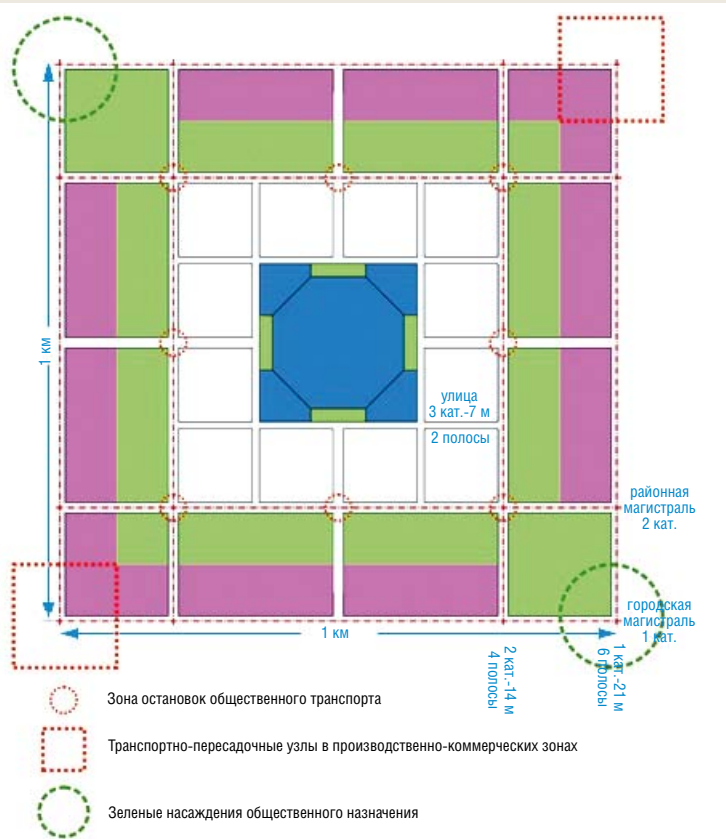 1 км
улица
3 кат.-7 м
2 полосы
районная
магистраль
2 кат.
городская
магистраль
1 кат.
1 км
2 кат.-14 м
4 полосы
1 кат.-21 м
6 полосы
Зона остановок общественного транспорта
Транспортно-пересадочные узлы в производственно-коммерческих зонах
Зеленые насаждения общественного назначения